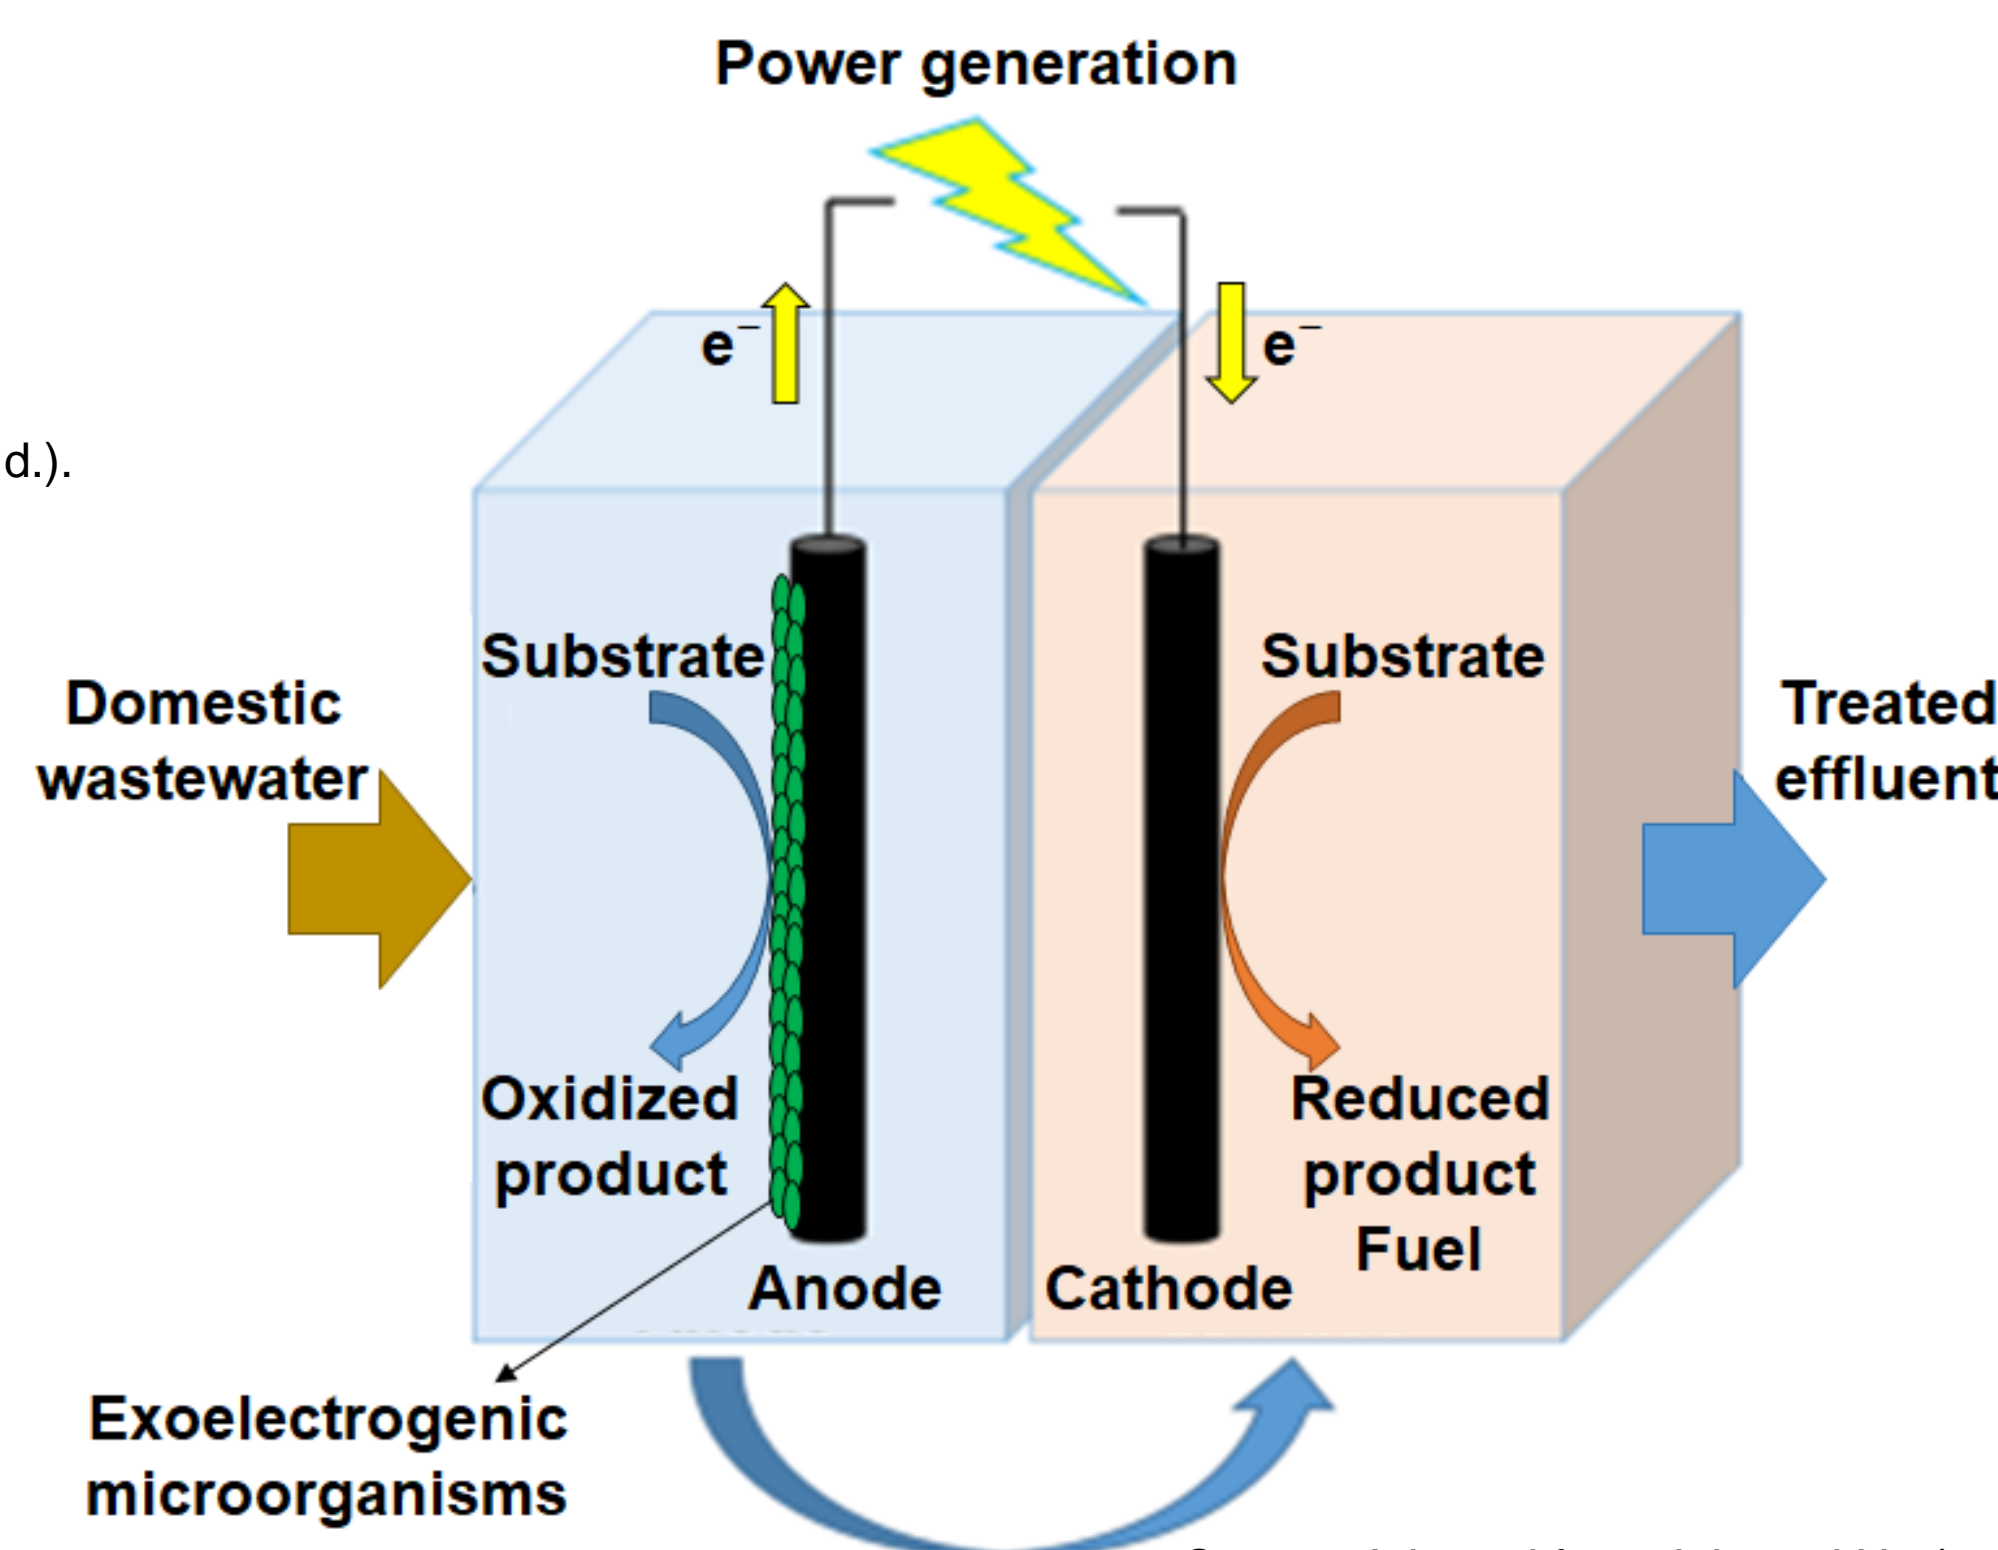 Power generation
e⁻
e⁻
d.).
Substrate
Substrate
Domestic
wastewater
Treated
effluent
Oxidized
product
Reduced
product
Fuel
Anode
Cathode
Exoelectrogenic
microorganisms